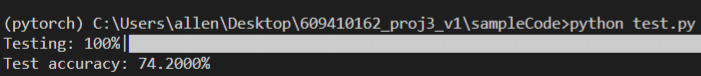 (pytorch) C:\Users\allen\Desktop\609410162_proj3_v1\sampleCode>python test.py
Testing: 100%|
Test accuracy: 74.2000%